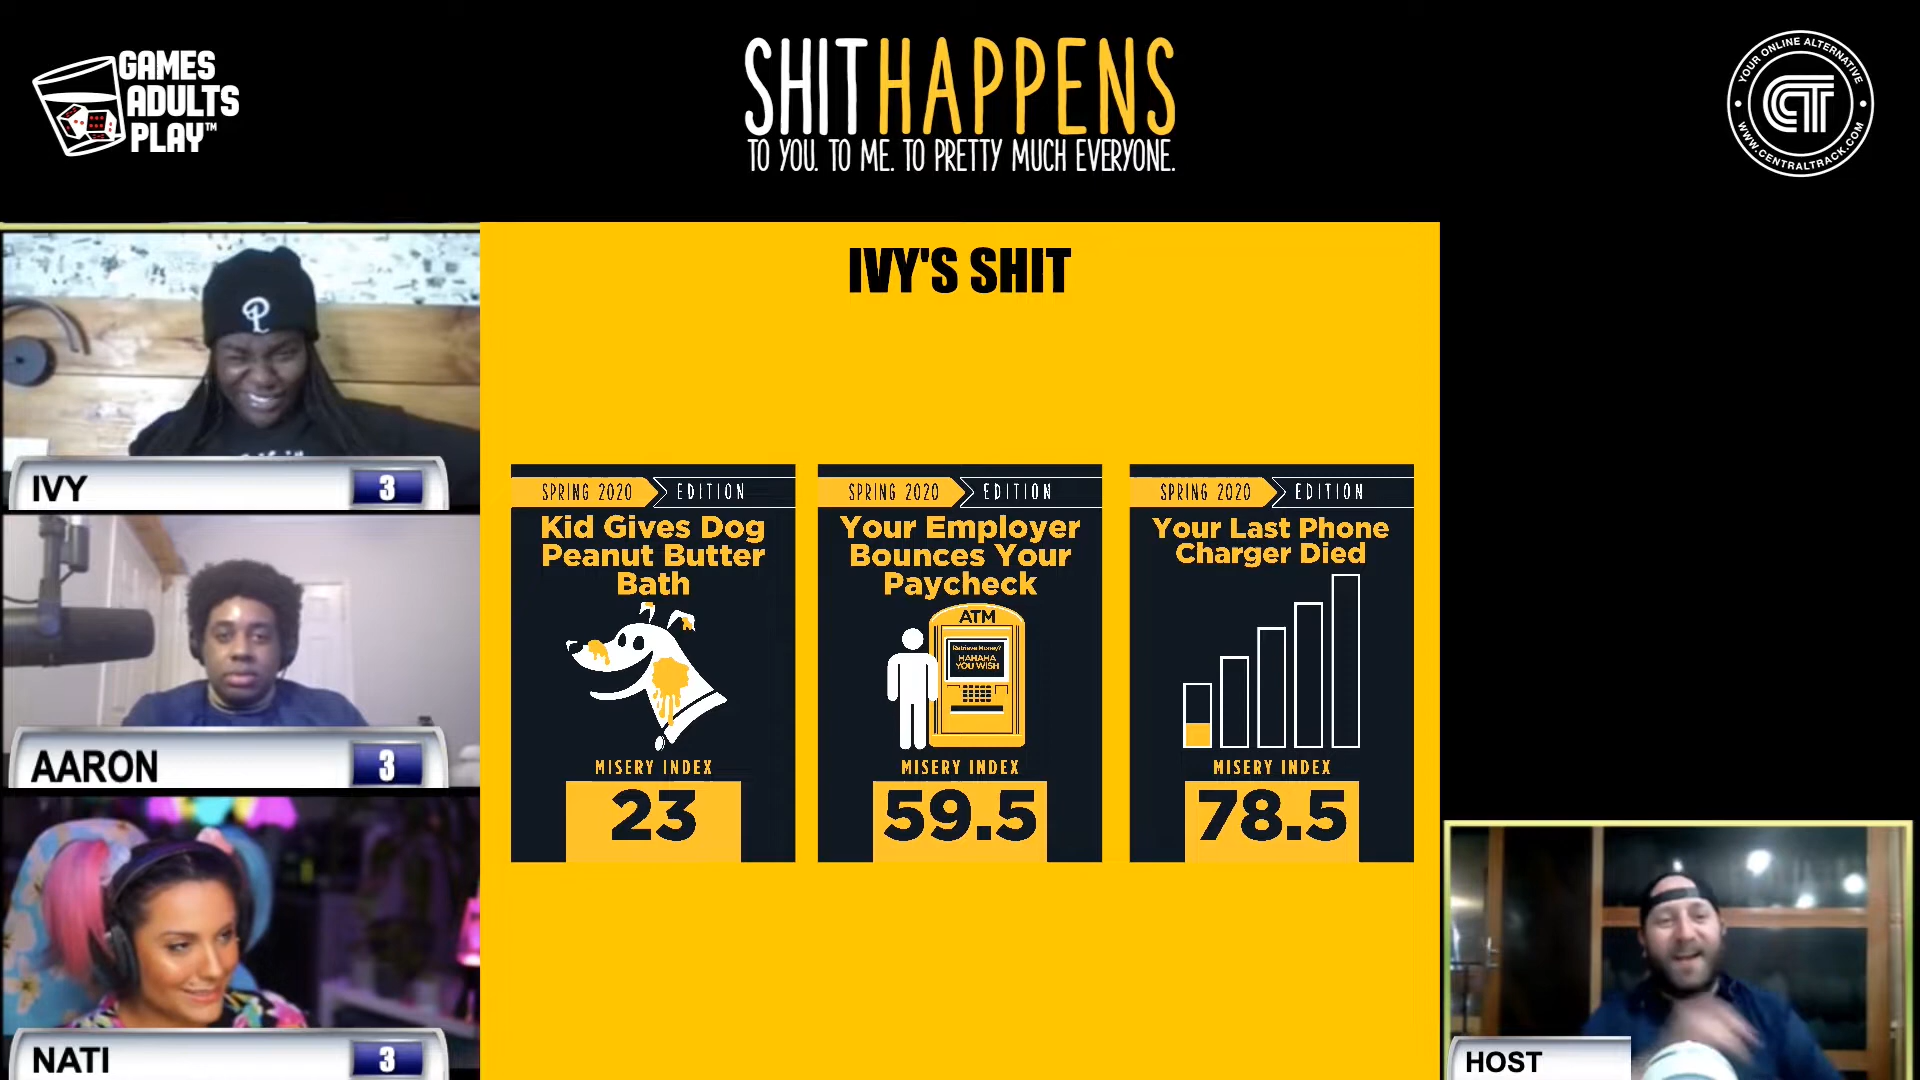 GAMES
ADULTS
PLAY™
SHIT HAPPENS
TO YOU. TO ME. TO PRETTY MUCH EVERYONE.
YOUR ONLINE ALTERNATIVE
CT
WWW.CENTRALTRACK.COM
IVY'S SHIT
IVY 3
AARON 3
NATI 3
SPRING 2020 EDITION
Kid Gives Dog
Peanut Butter
Bath
MISERY INDEX
23
SPRING 2020 EDITION
Your Employer
Bounces Your
Paycheck
ATM
Retrieve Money?
HAHAHA
YOU WISH
MISERY INDEX
59.5
SPRING 2020 EDITION
Your Last Phone
Charger Died
MISERY INDEX
78.5
HOST